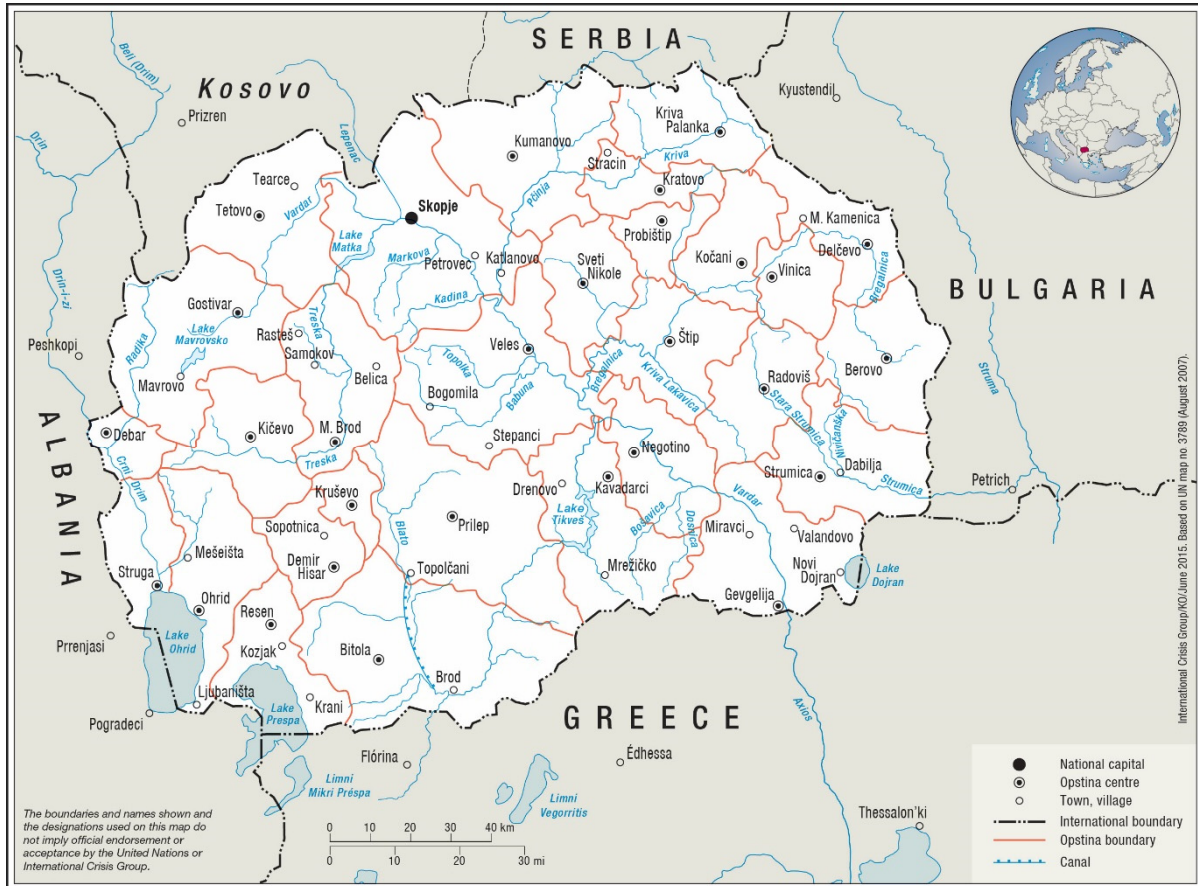 SERBIA
Kosovo
Beli (Drim)
Prizren
Drin
Lepenac
Kyustendil
Kriva
Palanka
Kumanovo
Stracin
Kriva
Tearce
Kratovo
Pčinja
Tetovo
Vardar
Skopje
M. Kamenica
Probištip
Lake
Matka
Delčevo
Markova
Petrovec
Katlanovo
Sveti
Nikole
Kočani
Vinica
Drin-i-zi
Bregalnica
BULGARIA
Kadina
Gostivar
Treska
Lake
Mavrovsko
Rasteš
Samokov
Štip
Peshkopi
Radika
Veles
Topolka
Bregalnica
Berovo
Mavrovo
Belica
Kriva Lakavica
Radoviš
Struma
Bogomila
Babuna
Stara Strumica
ALBANIA
Debar
Kičevo
M. Brod
Stepanci
Nivičanška
Negotino
Treska
Crni Drim
Strumica
Dabilja
Drenovo
Kavadarci
Vardar
Strumica
Petrich
Kruševo
Lake
Tikveš
Bošavica
Došnica
Sopotnica
Prilep
Blato
Miravci
Valandovo
Mešeišta
Demir
Hisar
Topolčani
Mrežičko
Novi
Dojran
Lake
Dojran
Struga
Ohrid
Resen
Gevgelija
Prrenjasi
Lake
Ohrid
Kozjak
Bitola
Brod
Ljubaništa
Krani
Pogradeci
Lake
Prespa
GREECE
Axios
Flórina
Édhessa
Limni
Mikri Préspa
Limni
Vegorritis
Thessalon'ki
National capital
Opstina centre
Town, village
International boundary
Opstina boundary
Canal
The boundaries and names shown and
the designations used on this map do
not imply official endorsement or
acceptance by the United Nations or
International Crisis Group.
0 10 20 30 40 km
0 10 20 30 mi
International Crisis Group/KO/June 2015. Based on UN map no. 3789 (August 2007).